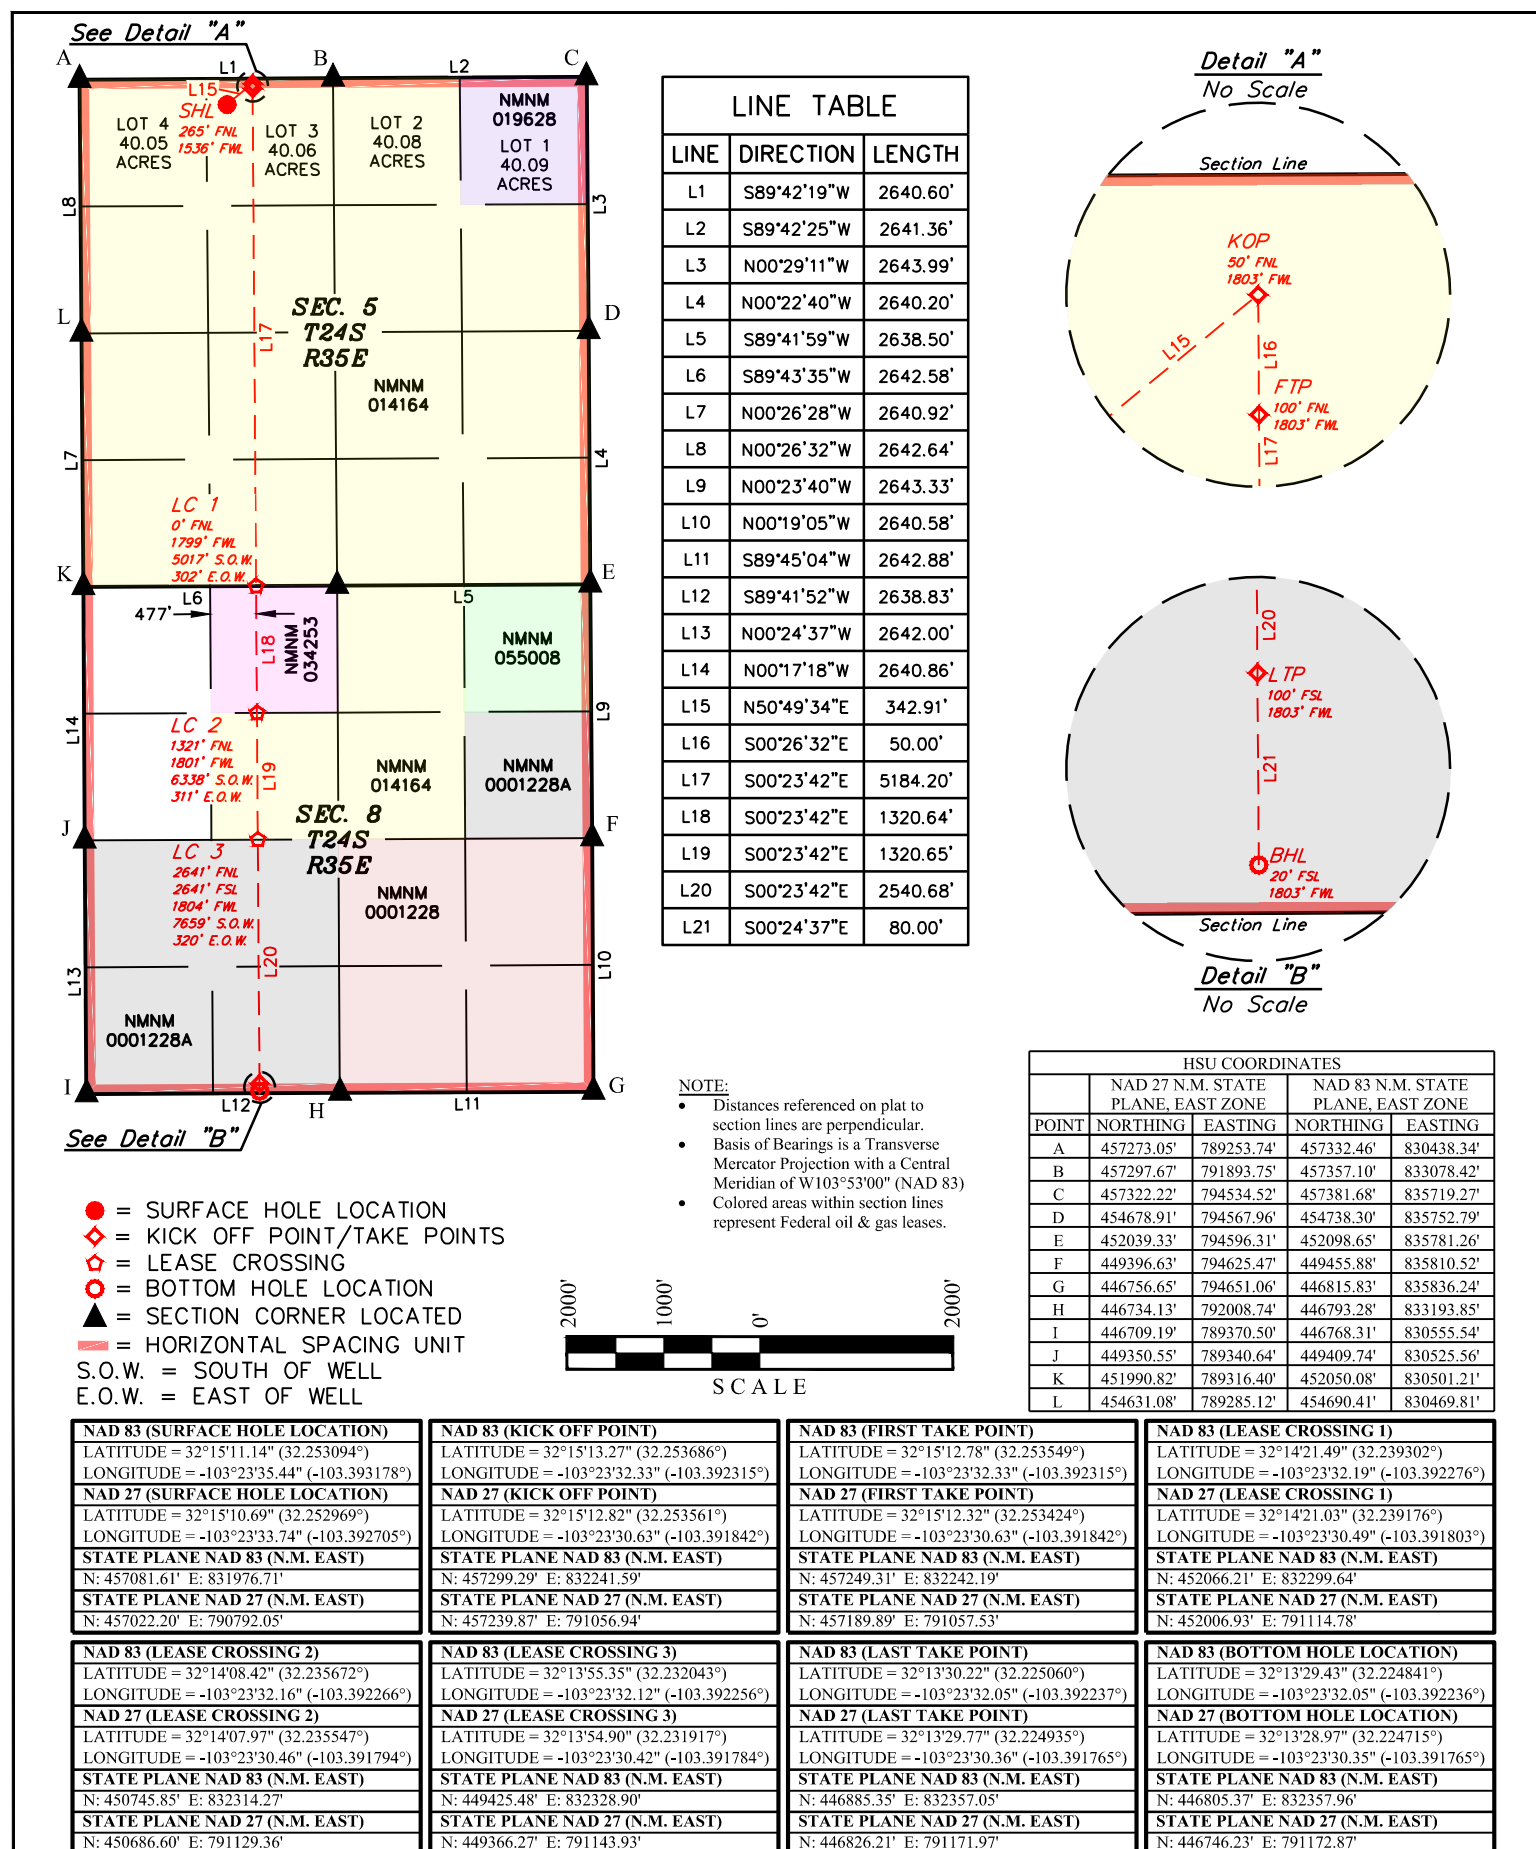 See Detail "A"
A
B
C
L1
L2
L15
SHL
265' FNL
1536' FWL
LOT 4
40.05
ACRES
LOT 3
40.06
ACRES
LOT 2
40.08
ACRES
NMNM
019628
LOT 1
40.09
ACRES
L8
L3
SEC. 5
T24S
R35E
L
D
L17
NMNM
014164
L7
L4
LC 1
0' FNL
1799' FWL
5017' S.O.W.
302' E.O.W.
K
E
L6
L5
477'
L18
NMNM
034253
NMNM
055008
L14
L9
LC 2
1321' FNL
1801' FWL
6338' S.O.W.
311' E.O.W.
L19
NMNM
014164
NMNM
0001228A
SEC. 8
T24S
R35E
J
F
LC 3
2641' FNL
2641' FSL
1804' FWL
7659' S.O.W.
320' E.O.W.
NMNM
0001228
L20
L13
L10
NMNM
0001228A
I
G
L12
H
L11
See Detail "B"
LINE TABLE
LINE DIRECTION LENGTH
L1 S89°42'19"W 2640.60'
L2 S89°42'25"W 2641.36'
L3 N00°29'11"W 2643.99'
L4 N00°22'40"W 2640.20'
L5 S89°41'59"W 2638.50'
L6 S89°43'35"W 2642.58'
L7 N00°26'28"W 2640.92'
L8 N00°26'32"W 2642.64'
L9 N00°23'40"W 2643.33'
L10 N00°19'05"W 2640.58'
L11 S89°45'04"W 2642.88'
L12 S89°41'52"W 2638.83'
L13 N00°24'37"W 2642.00'
L14 N00°17'18"W 2640.86'
L15 N50°49'34"E 342.91'
L16 S00°26'32"E 50.00'
L17 S00°23'42"E 5184.20'
L18 S00°23'42"E 1320.64'
L19 S00°23'42"E 1320.65'
L20 S00°23'42"E 2540.68'
L21 S00°24'37"E 80.00'
Detail "A"
No Scale
Section Line
KOP
50' FNL
1803' FWL
L15
L16
FTP
100' FNL
1803' FWL
L17
L20
LTP
100' FSL
1803' FWL
L21
BHL
20' FSL
1803' FWL
Section Line
Detail "B"
No Scale
NOTE:
• Distances referenced on plat to
section lines are perpendicular.
• Basis of Bearings is a Transverse
Mercator Projection with a Central
Meridian of W103°53'00" (NAD 83)
• Colored areas within section lines
represent Federal oil & gas leases.
HSU COORDINATES
NAD 27 N.M. STATE PLANE, EAST ZONE NAD 83 N.M. STATE PLANE, EAST ZONE
POINT NORTHING EASTING NORTHING EASTING
A 457273.05' 789253.74' 457332.46' 830438.34'
B 457297.67' 791893.75' 457357.10' 833078.42'
C 457322.22' 794534.52' 457381.68' 835719.27'
D 454678.91' 794567.96' 454738.30' 835752.79'
E 452039.33' 794596.31' 452098.65' 835781.26'
F 449396.63' 794625.47' 449455.88' 835810.52'
G 446756.65' 794651.06' 446815.83' 835836.24'
H 446734.13' 792008.74' 446793.28' 833193.85'
I 446709.19' 789370.50' 446768.31' 830555.54'
J 449350.55' 789340.64' 449409.74' 830525.56'
K 451990.82' 789316.40' 452050.08' 830501.21'
L 454631.08' 789285.12' 454690.41' 830469.81'
= SURFACE HOLE LOCATION
= KICK OFF POINT/TAKE POINTS
= LEASE CROSSING
= BOTTOM HOLE LOCATION
= SECTION CORNER LOCATED
= HORIZONTAL SPACING UNIT
S.O.W. = SOUTH OF WELL
E.O.W. = EAST OF WELL
2000' 1000' 0' 2000'
SCALE
NAD 83 (SURFACE HOLE LOCATION)
LATITUDE = 32°15'11.14" (32.253094°)
LONGITUDE = -103°23'35.44" (-103.393178°)
NAD 27 (SURFACE HOLE LOCATION)
LATITUDE = 32°15'10.69" (32.252969°)
LONGITUDE = -103°23'33.74" (-103.392705°)
STATE PLANE NAD 83 (N.M. EAST)
N: 457081.61' E: 831976.71'
STATE PLANE NAD 27 (N.M. EAST)
N: 457022.20' E: 790792.05'
NAD 83 (KICK OFF POINT)
LATITUDE = 32°15'13.27" (32.253686°)
LONGITUDE = -103°23'32.33" (-103.392315°)
NAD 27 (KICK OFF POINT)
LATITUDE = 32°15'12.82" (32.253561°)
LONGITUDE = -103°23'30.63" (-103.391842°)
STATE PLANE NAD 83 (N.M. EAST)
N: 457299.29' E: 832241.59'
STATE PLANE NAD 27 (N.M. EAST)
N: 457239.87' E: 791056.94'
NAD 83 (FIRST TAKE POINT)
LATITUDE = 32°15'12.78" (32.253549°)
LONGITUDE = -103°23'32.33" (-103.392315°)
NAD 27 (FIRST TAKE POINT)
LATITUDE = 32°15'12.32" (32.253424°)
LONGITUDE = -103°23'30.63" (-103.391842°)
STATE PLANE NAD 83 (N.M. EAST)
N: 457249.31' E: 832242.19'
STATE PLANE NAD 27 (N.M. EAST)
N: 457189.89' E: 791057.53'
NAD 83 (LEASE CROSSING 1)
LATITUDE = 32°14'21.49" (32.239302°)
LONGITUDE = -103°23'32.19" (-103.392276°)
NAD 27 (LEASE CROSSING 1)
LATITUDE = 32°14'21.03" (32.239176°)
LONGITUDE = -103°23'30.49" (-103.391803°)
STATE PLANE NAD 83 (N.M. EAST)
N: 452066.21' E: 832299.64'
STATE PLANE NAD 27 (N.M. EAST)
N: 452006.93' E: 791114.78'
NAD 83 (LEASE CROSSING 2)
LATITUDE = 32°14'08.42" (32.235672°)
LONGITUDE = -103°23'32.16" (-103.392266°)
NAD 27 (LEASE CROSSING 2)
LATITUDE = 32°14'07.97" (32.235547°)
LONGITUDE = -103°23'30.46" (-103.391794°)
STATE PLANE NAD 83 (N.M. EAST)
N: 450745.85' E: 832314.27'
STATE PLANE NAD 27 (N.M. EAST)
N: 450686.60' E: 791129.36'
NAD 83 (LEASE CROSSING 3)
LATITUDE = 32°13'55.35" (32.232043°)
LONGITUDE = -103°23'32.12" (-103.392256°)
NAD 27 (LEASE CROSSING 3)
LATITUDE = 32°13'54.90" (32.231917°)
LONGITUDE = -103°23'30.42" (-103.391784°)
STATE PLANE NAD 83 (N.M. EAST)
N: 449425.48' E: 832328.90'
STATE PLANE NAD 27 (N.M. EAST)
N: 449366.27' E: 791143.93'
NAD 83 (LAST TAKE POINT)
LATITUDE = 32°13'30.22" (32.225060°)
LONGITUDE = -103°23'32.05" (-103.392237°)
NAD 27 (LAST TAKE POINT)
LATITUDE = 32°13'29.77" (32.224935°)
LONGITUDE = -103°23'30.36" (-103.391765°)
STATE PLANE NAD 83 (N.M. EAST)
N: 446885.35' E: 832357.05'
STATE PLANE NAD 27 (N.M. EAST)
N: 446826.21' E: 791171.97'
NAD 83 (BOTTOM HOLE LOCATION)
LATITUDE = 32°13'29.43" (32.224841°)
LONGITUDE = -103°23'32.05" (-103.392236°)
NAD 27 (BOTTOM HOLE LOCATION)
LATITUDE = 32°13'28.97" (32.224715°)
LONGITUDE = -103°23'30.35" (-103.391765°)
STATE PLANE NAD 83 (N.M. EAST)
N: 446805.37' E: 832357.96'
STATE PLANE NAD 27 (N.M. EAST)
N: 446746.23' E: 791172.87'